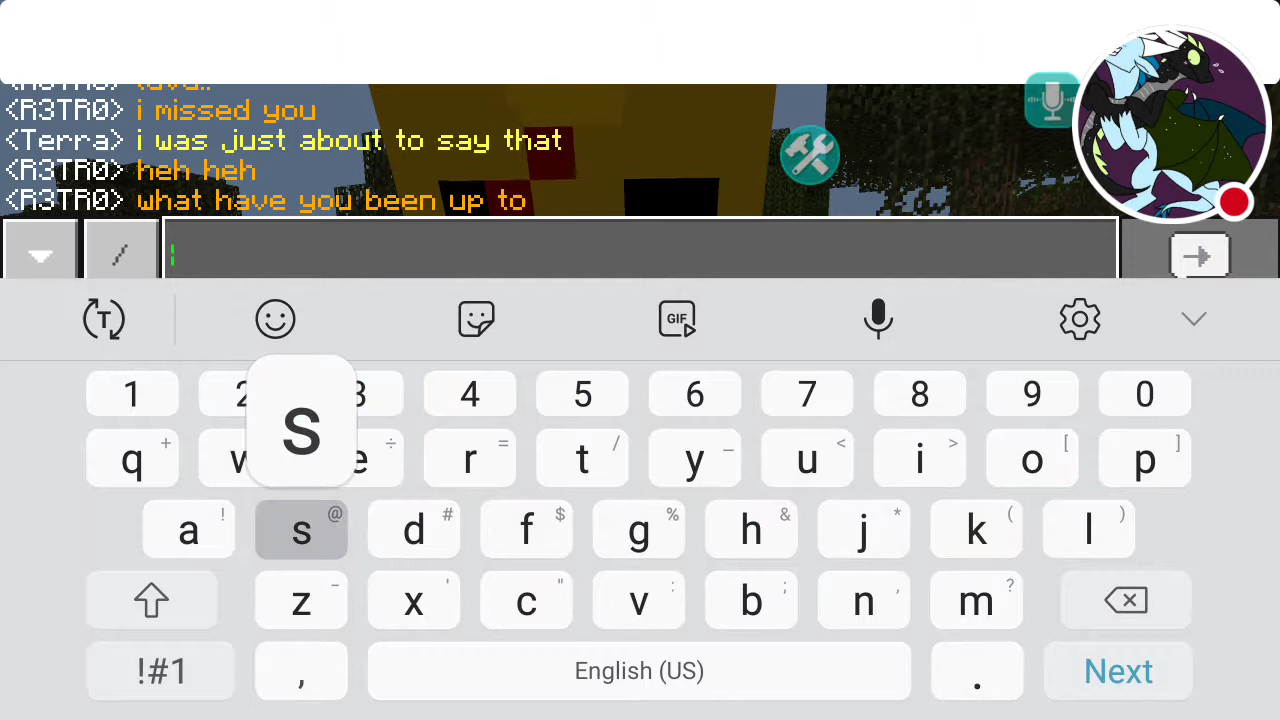 <R3TR0> i missed you
<Terra> i was just about to say that
<R3TR0> heh heh
<R3TR0> what have you been up to
/
T GIF
s
1 2 3 4 5 6 7 8 9 0
q + w e ÷ r = t / y _ u < i > o [ p ]
a ! s @ d # f $ g % h & j * k ( l )
z - x ' c " v : b ; n , m ?
!#1 , English (US) . Next